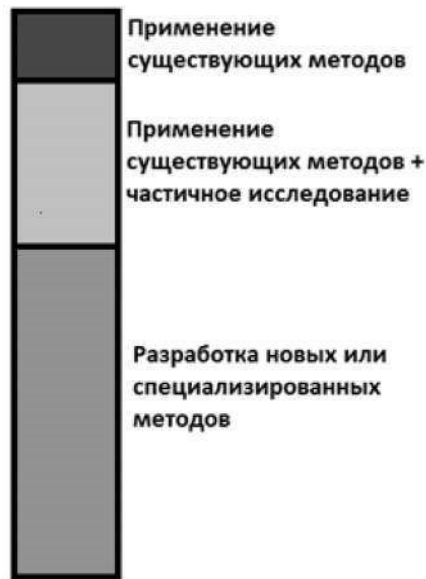 Применение
существующих методов
Применение
существующих методов +
частичное исследование
Разработка новых или
специализированных
методов